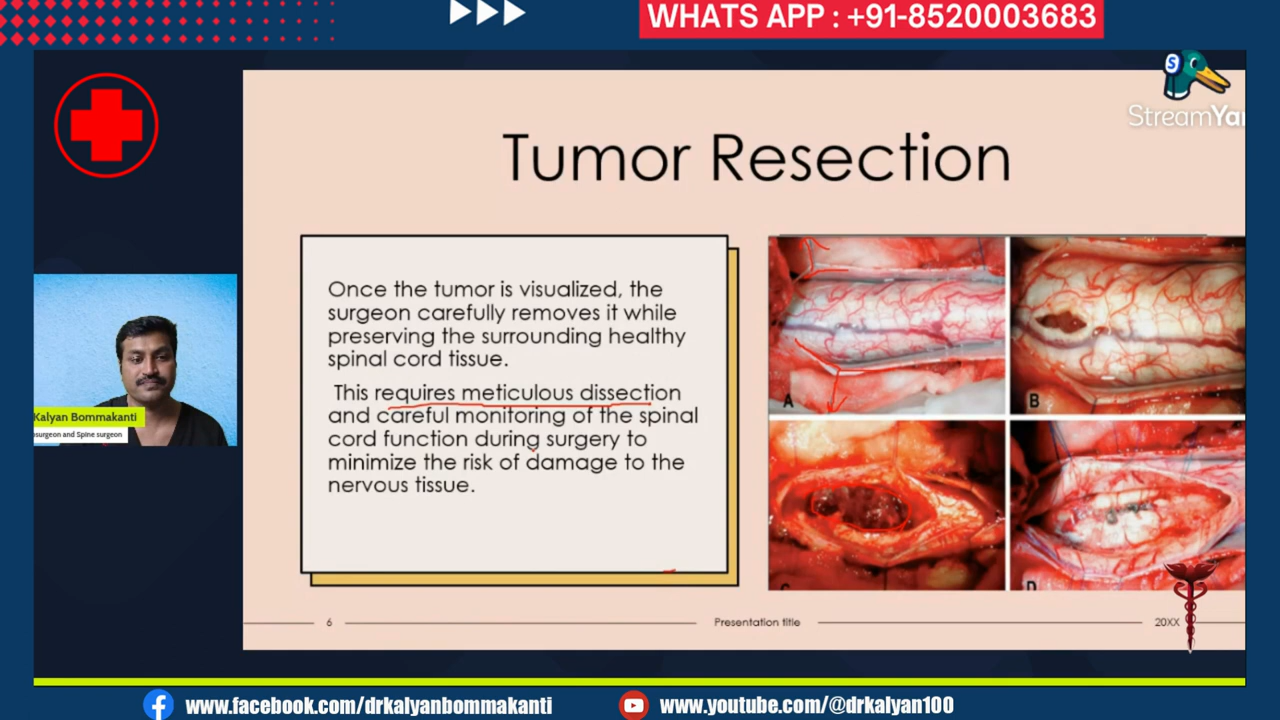 WHATS APP : +91-8520003683
S
StreamYar
Tumor Resection
Once the tumor is visualized, the
surgeon carefully removes it while
preserving the surrounding healthy
spinal cord tissue.
This requires meticulous dissection
and careful monitoring of the spinal
cord function during surgery to
minimize the risk of damage to the
nervous tissue.
A
B
C
D
Kalyan Bommakanti
surgeon and Spine surgeon
6
Presentation title
20XX
www.facebook.com/drkalyanbommakanti
www.youtube.com/@drkalyan100